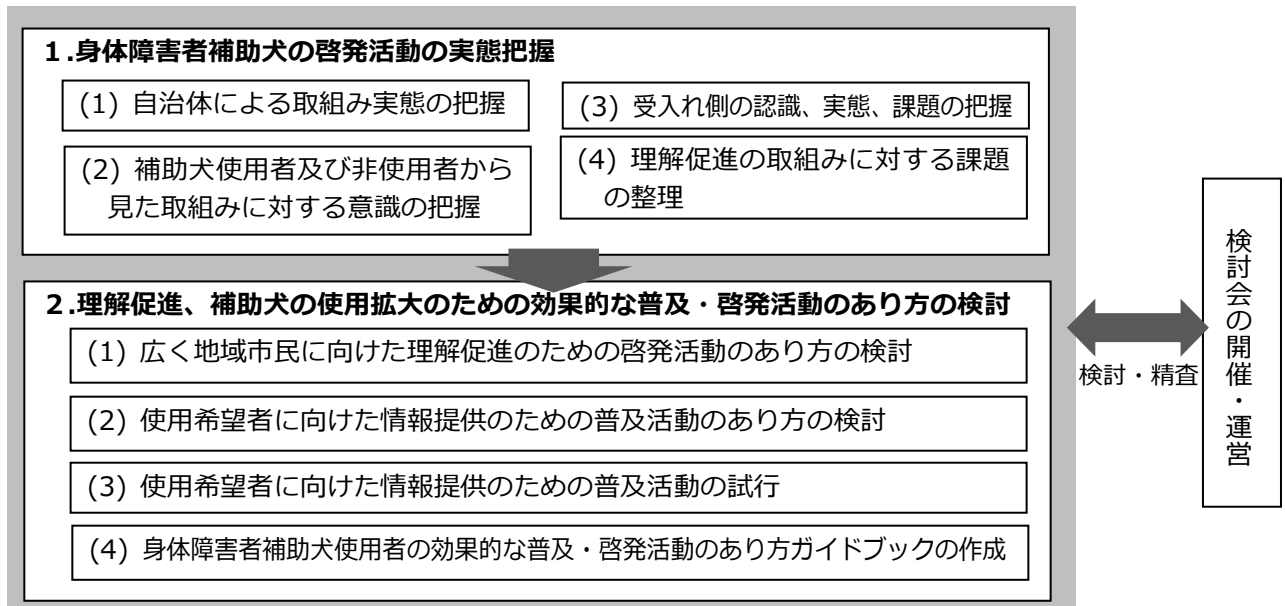 １.身体障害者補助犬の啓発活動の実態把握
(1) 自治体による取組み実態の把握
(2) 補助犬使用者及び非使用者から
見た取組みに対する意識の把握
(3) 受入れ側の認識、実態、課題の把握
(4) 理解促進の取組みに対する課題
の整理
２.理解促進、補助犬の使用拡大のための効果的な普及・啓発活動のあり方の検討
(1) 広く地域市民に向けた理解促進のための啓発活動のあり方の検討
(2) 使用希望者に向けた情報提供のための普及活動のあり方の検討
(3) 使用希望者に向けた情報提供のための普及活動の試行
(4) 身体障害者補助犬使用者の効果的な普及・啓発活動のあり方ガイドブックの作成
検討・精査
検討会の開催・運営